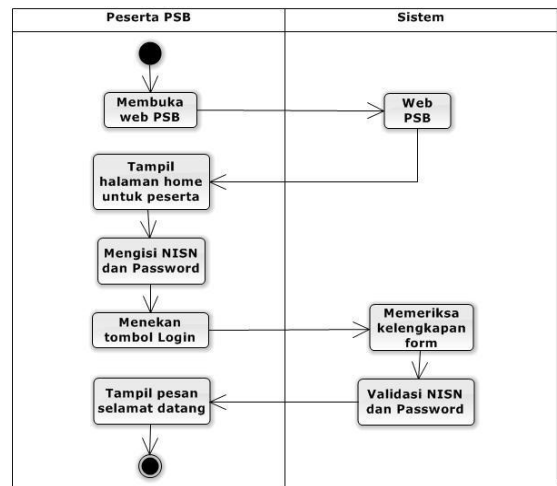 Peserta PSB
Sistem
Membuka
web PSB
Web
PSB
Tampil
halaman home
untuk peserta
Mengisi NISN
dan Password
Menekan
tombol Login
Memeriksa
kelengkapan
form
Validasi NISN
dan Password
Tampil pesan
selamat datang